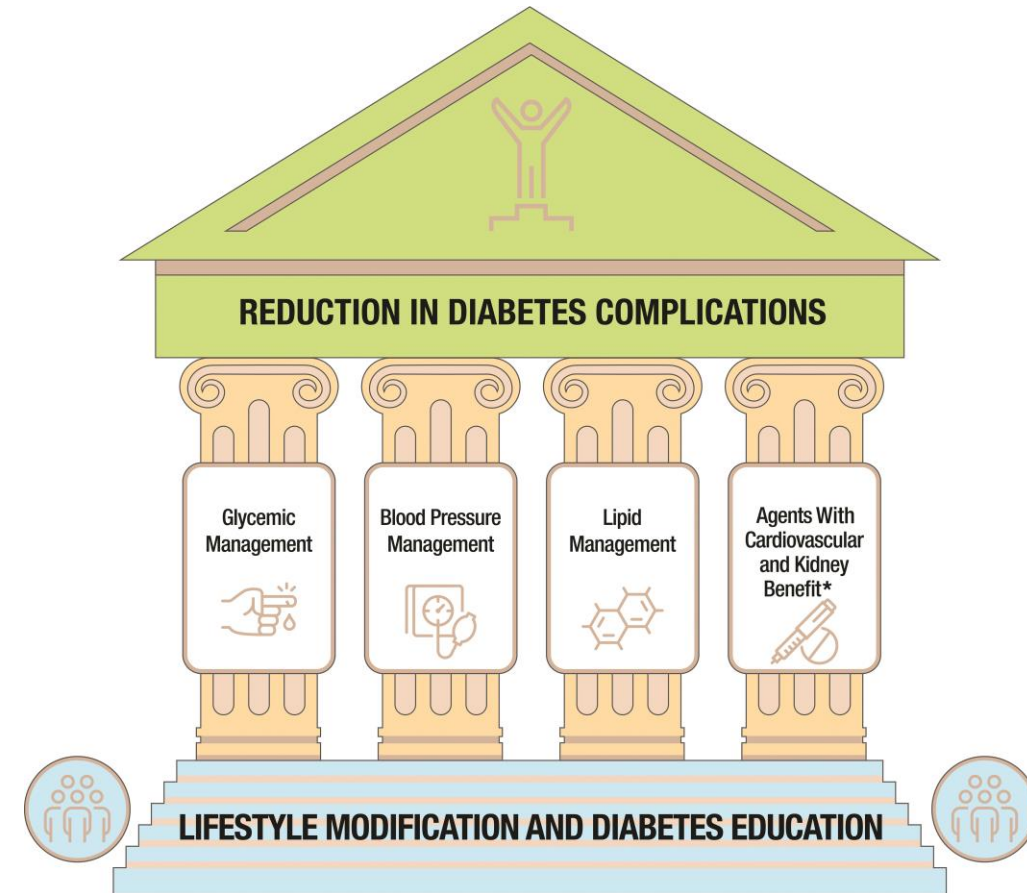 REDUCTION IN DIABETES COMPLICATIONS
Glycemic
Management
Blood Pressure
Management
Lipid
Management
Agents With
Cardiovascular
and Kidney
Benefit*
LIFESTYLE MODIFICATION AND DIABETES EDUCATION